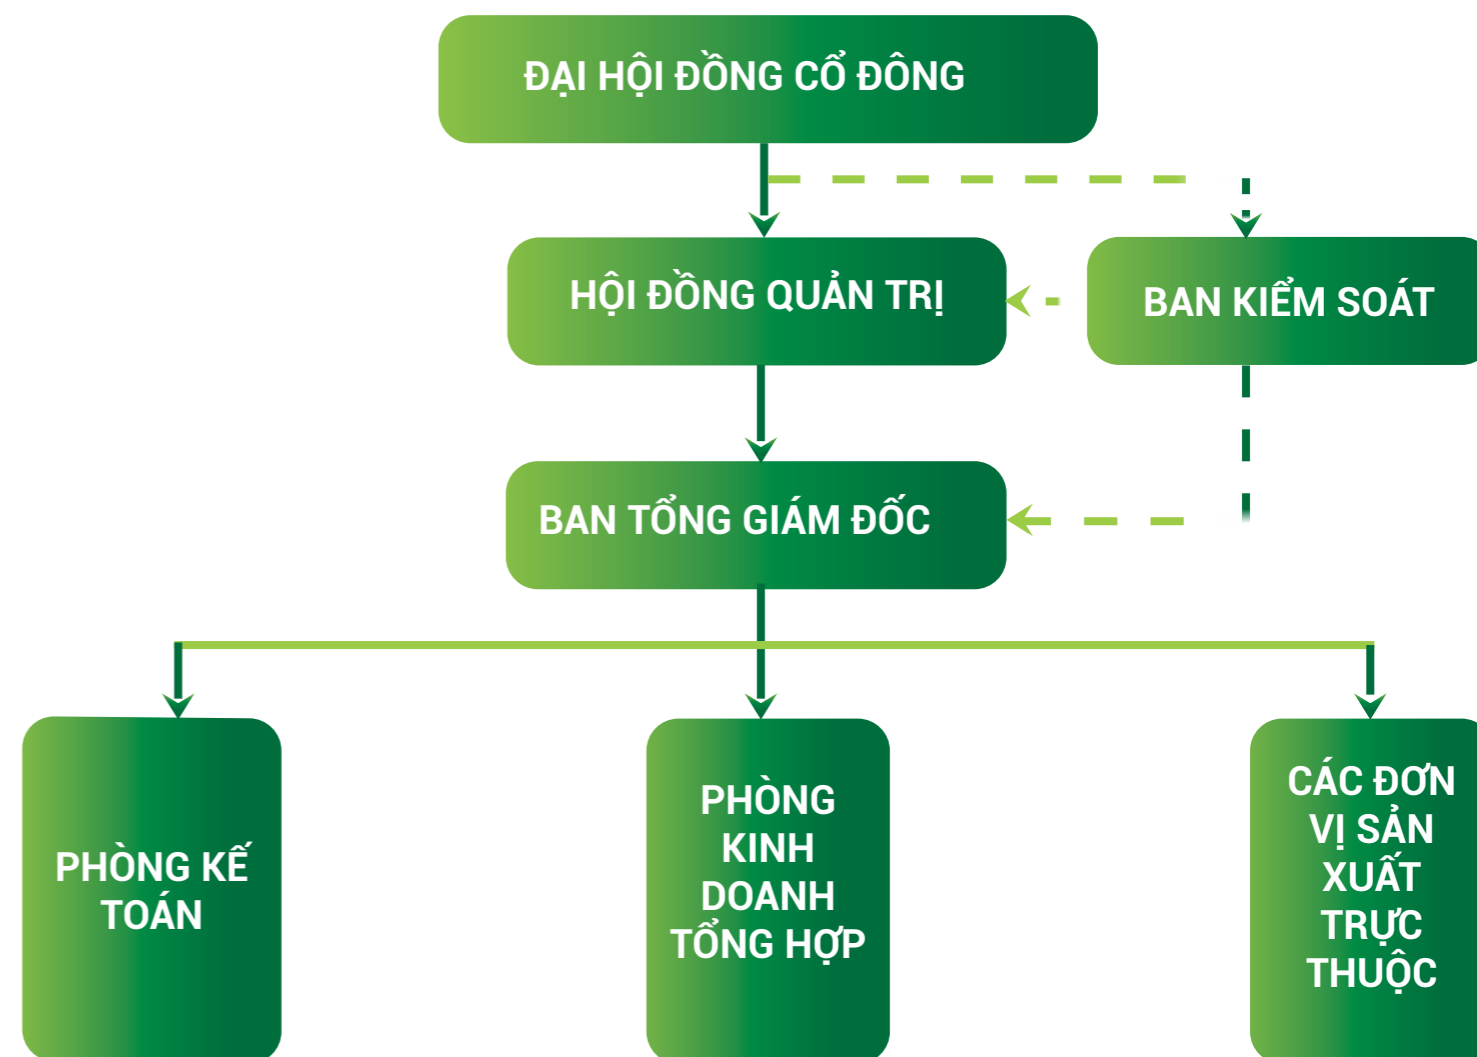 ĐẠI HỘI ĐỒNG CỔ ĐÔNG
HỘI ĐỒNG QUẢN TRỊ
BAN KIỂM SOÁT
BAN TỔNG GIÁM ĐỐC
PHÒNG KẾ
TOÁN
PHÒNG
KINH
DOANH
TỔNG HỢP
CÁC ĐƠN
VỊ SẢN
XUẤT
TRỰC
THUỘC